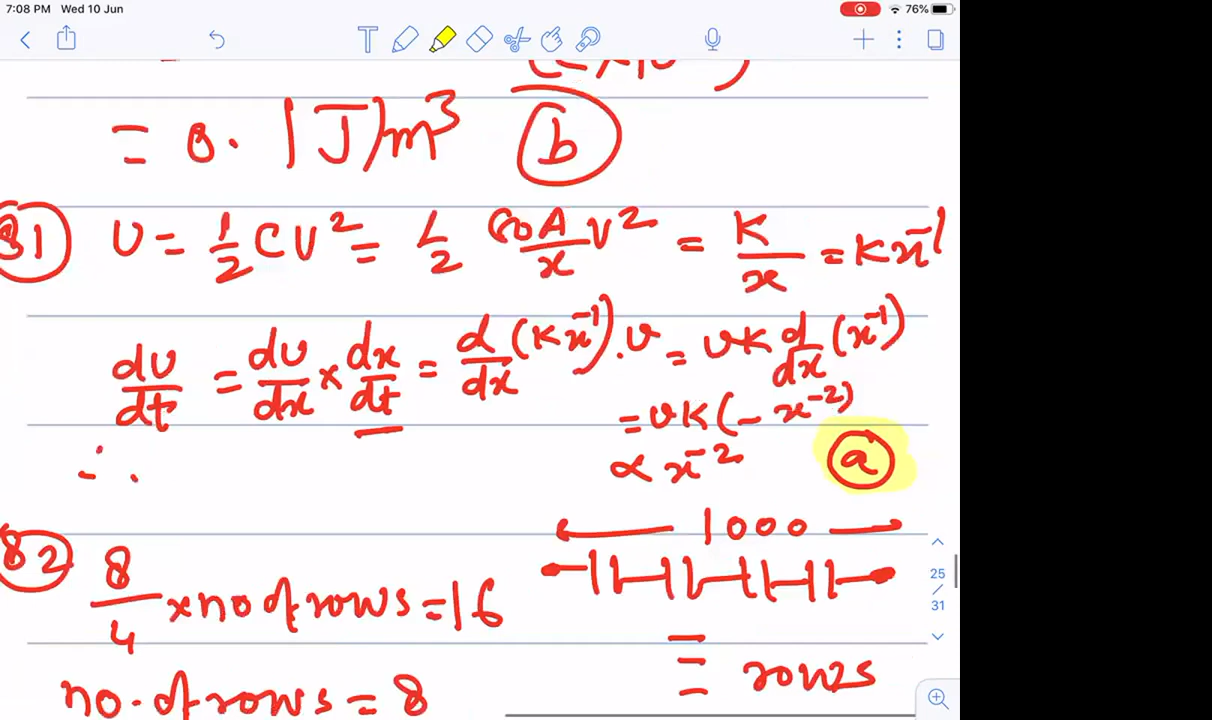 7:08 PM Wed 10 Jun
76%
= 0.1 J/m³ (b)
81 U = 1/2 CV² = 1/2 ε0A/x V² = K/x = Kx⁻¹
dU/dt = dU/dx × dx/dt = d/dx (Kx⁻¹).v = vK d/dx (x⁻¹)
= vK(-x⁻²)
∴ ∝ x⁻² (a)
1000
82 8/4 × no of rows = 16
= rows
no. of rows = 8
25
/
31